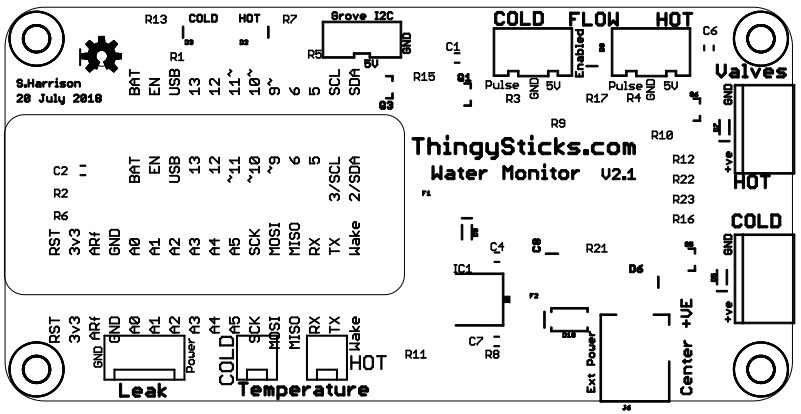 R13 COLD HOT R7
D3 D2
R1
Grove I2C
R5
GND
5V
C1
R15
Q1
Q3
COLD FLOW HOT
Enabled
C6
Pulse GND 5V
Pulse GND 5V
R3 R17 R4
Valves
S.Harrison
20 July 2018
BAT EN USB 13 12 11~ 10~ 9~ 6 5 SCL SDA
R9
R10
GND
+ve
HOT
ThingySticks.com
Water Monitor V2.1
BAT EN USB 13 12 ~11 ~10 ~9 6 5 3/SCL 2/SDA
C2
R2
R6
F1
R12
R22
R23
R16
RST 3v3 ARf GND A0 A1 A2 A3 A4 A5 SCK MOSI MISO RX TX Wake
COLD
GND
+ve
C4
C8
R21
D6
IC1
F2
D10
C7
R8
R11
RST 3v3 ARf GND A0 A1 A2 A3 A4 A5 SCK MOSI MISO RX TX Wake
GND
Power
Leak
COLD
HOT
Temperature
Ext Power
Center +VE
J6